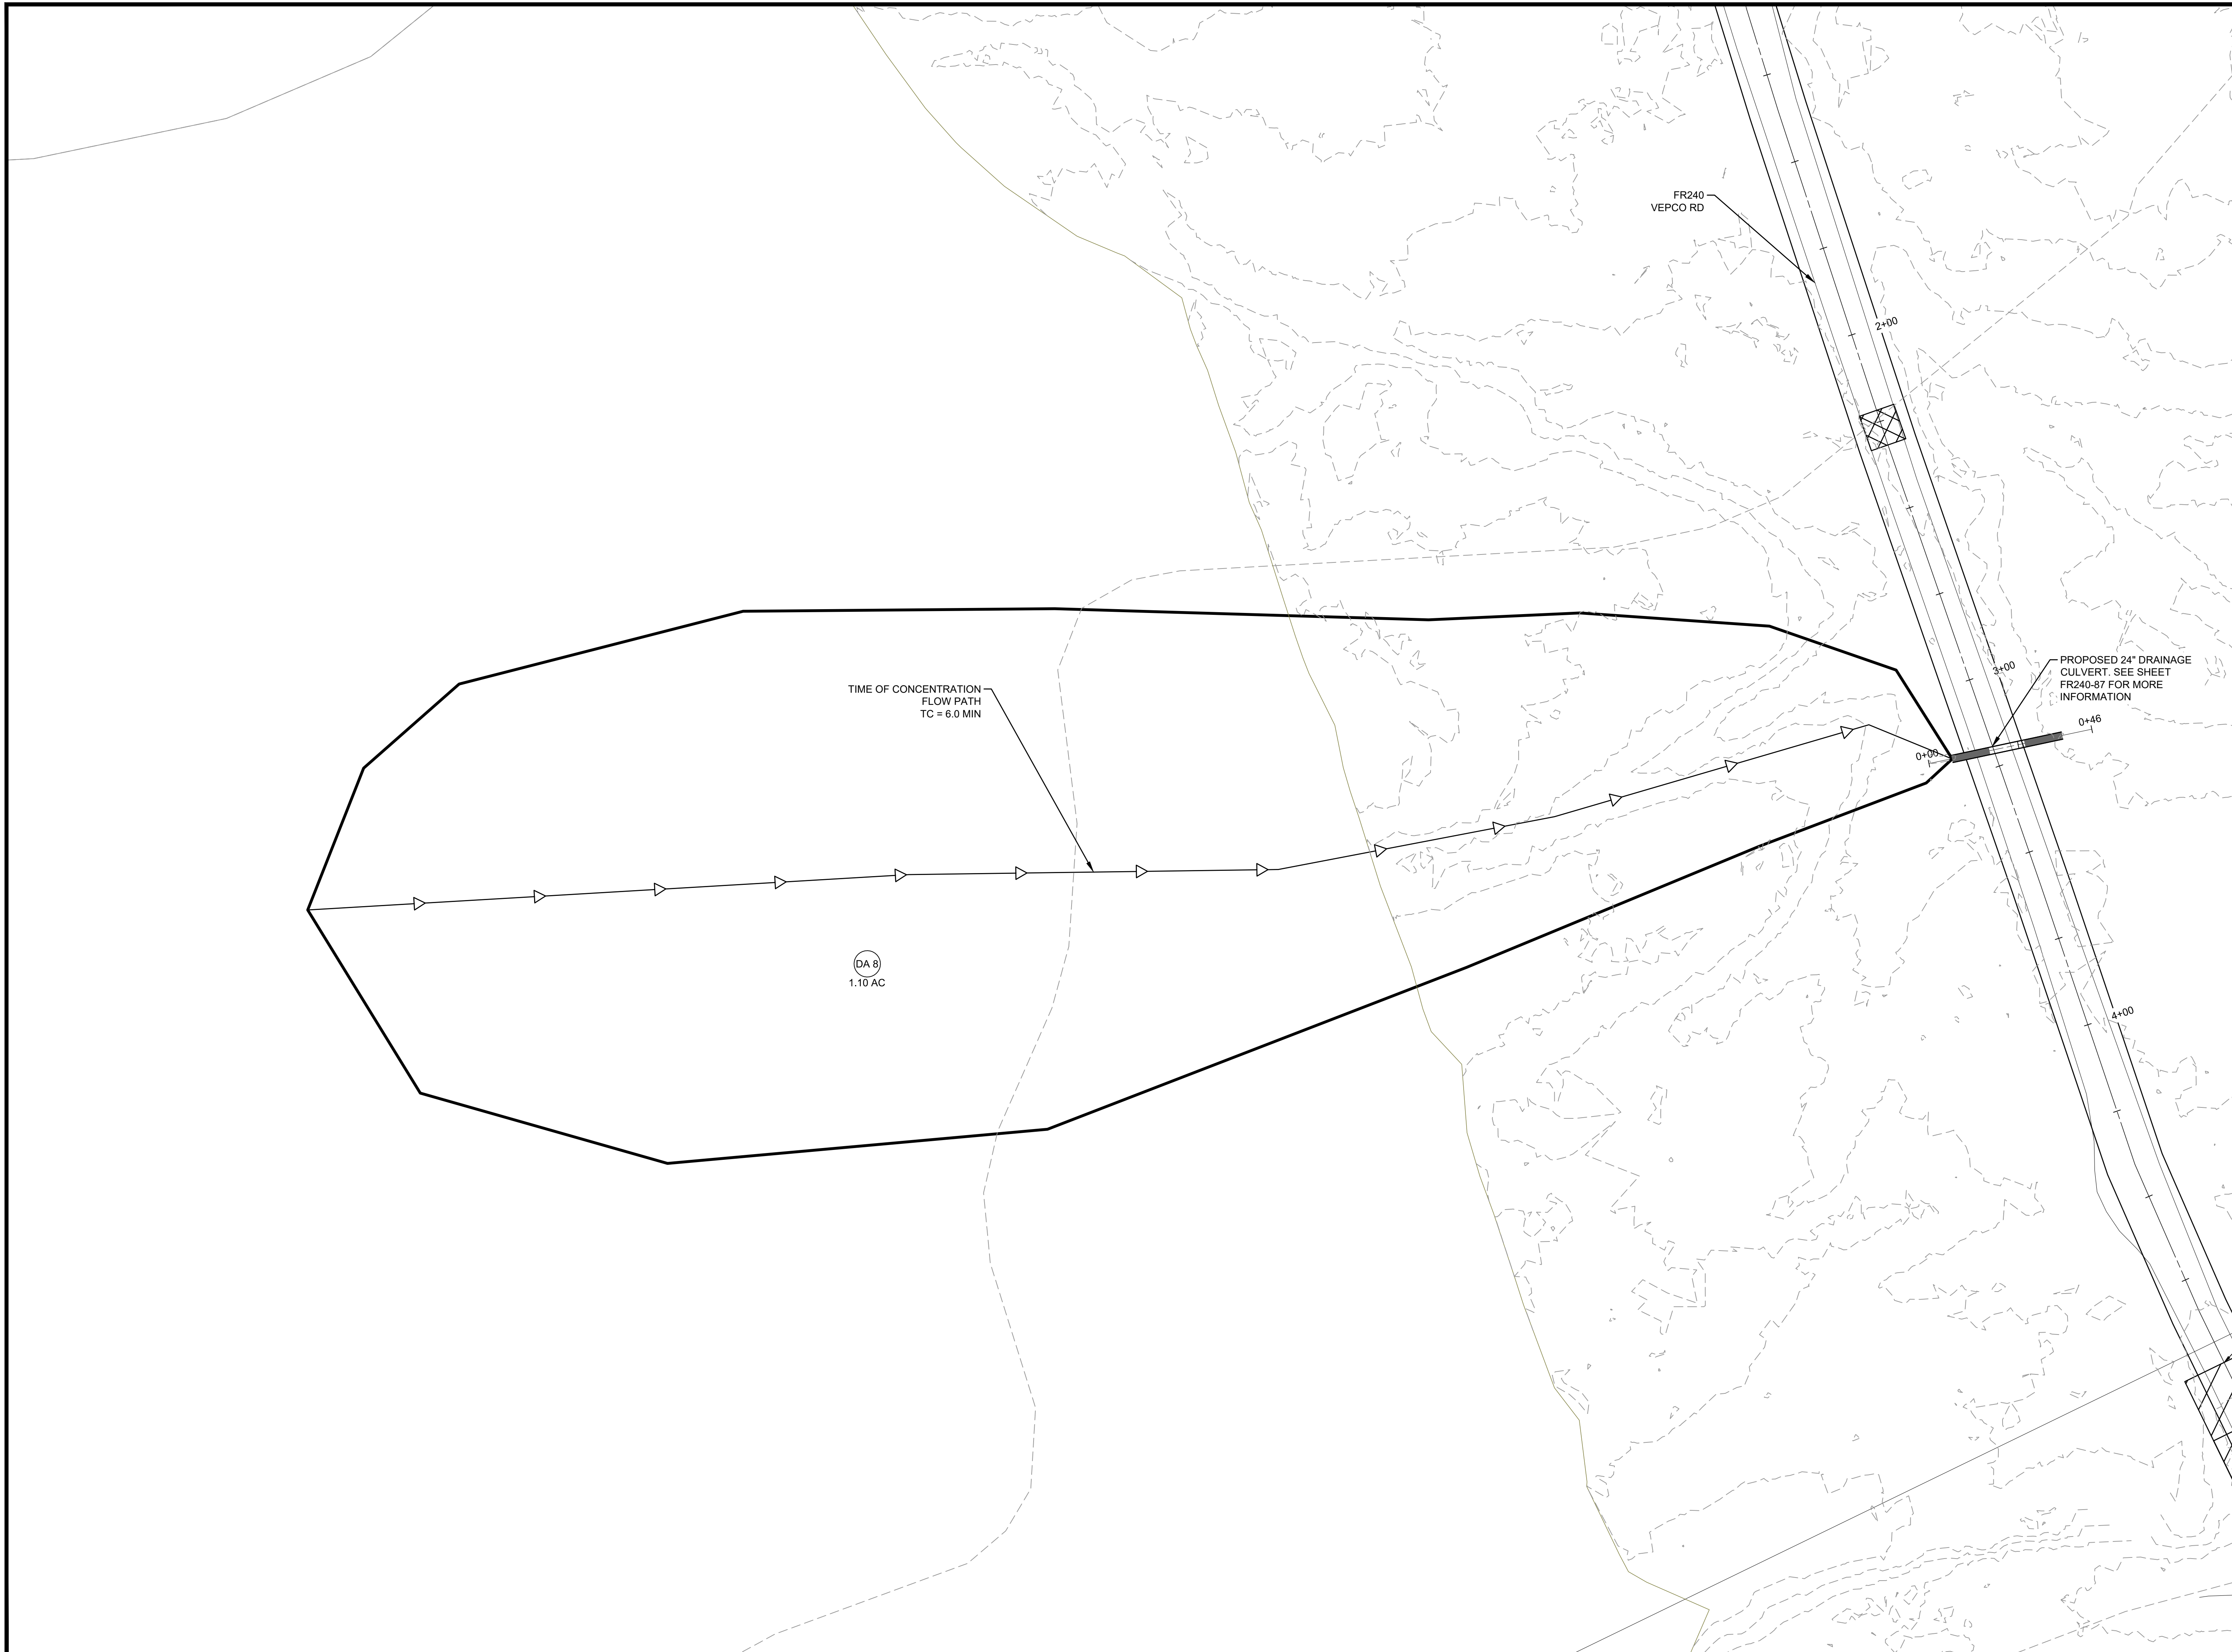 FR240
VEPCO RD
2+00
TIME OF CONCENTRATION
FLOW PATH
TC = 6.0 MIN
3+00
PROPOSED 24" DRAINAGE
CULVERT. SEE SHEET
FR240-87 FOR MORE
INFORMATION
0+00
0+46
DA 8
1.10 AC
4+00